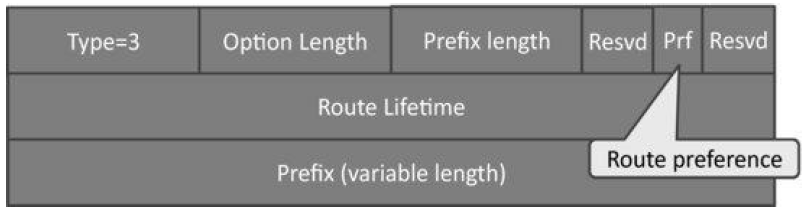 Type=3 Option Length Prefix length Resvd Prf Resvd
Route Lifetime
Route preference
Prefix (variable length)